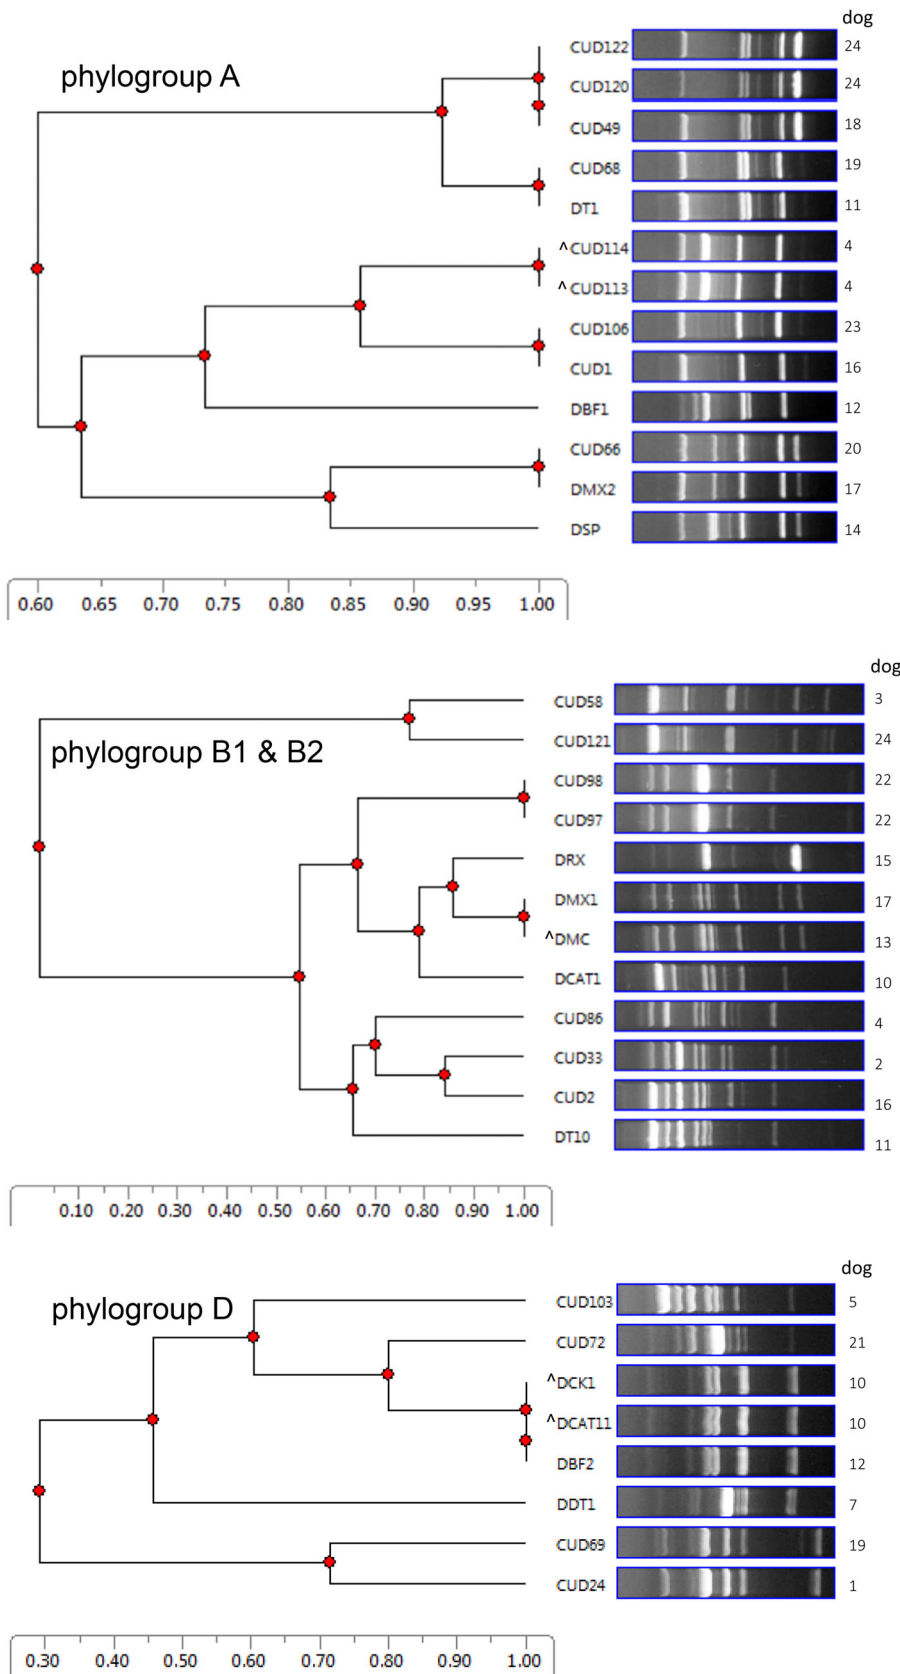 dog
phylogroup A
CUD122 24
CUD120 24
CUD49 18
CUD68 19
DT1 11
^CUD114 4
^CUD113 4
CUD106 23
CUD1 16
DBF1 12
CUD66 20
DMX2 17
DSP 14
0.60 0.65 0.70 0.75 0.80 0.85 0.90 0.95 1.00
dog
phylogroup B1 & B2
CUD58 3
CUD121 24
CUD98 22
CUD97 22
DRX 15
DMX1 17
^DMC 13
DCAT1 10
CUD86 4
CUD33 2
CUD2 16
DT10 11
0.10 0.20 0.30 0.40 0.50 0.60 0.70 0.80 0.90 1.00
dog
phylogroup D
CUD103 5
CUD72 21
^DCK1 10
^DCAT11 10
DBF2 12
DDT1 7
CUD69 19
CUD24 1
0.30 0.40 0.50 0.60 0.70 0.80 0.90 1.00